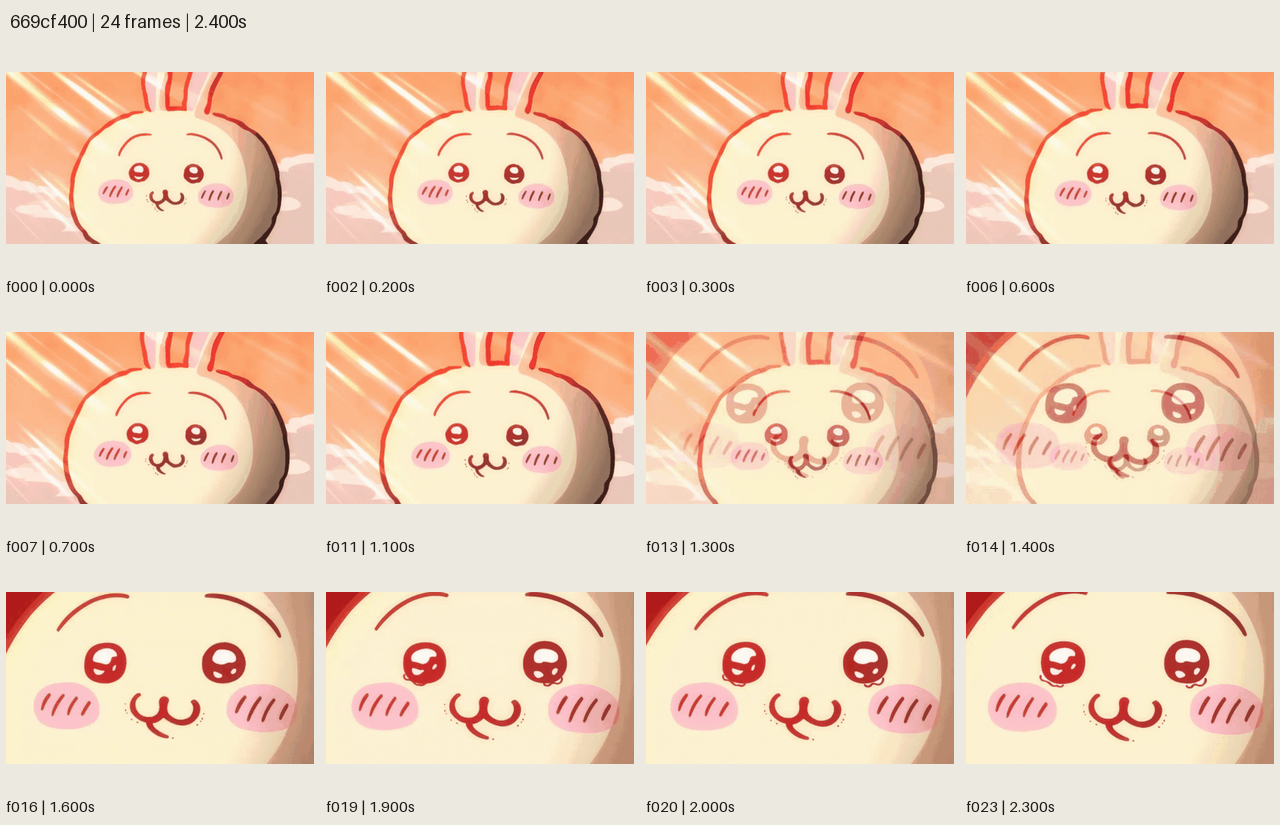 669cf400 | 24 frames | 2.400s
f000 | 0.000s
f002 | 0.200s
f003 | 0.300s
f006 | 0.600s
f007 | 0.700s
f011 | 1.100s
f013 | 1.300s
f014 | 1.400s
f016 | 1.600s
f019 | 1.900s
f020 | 2.000s
f023 | 2.300s